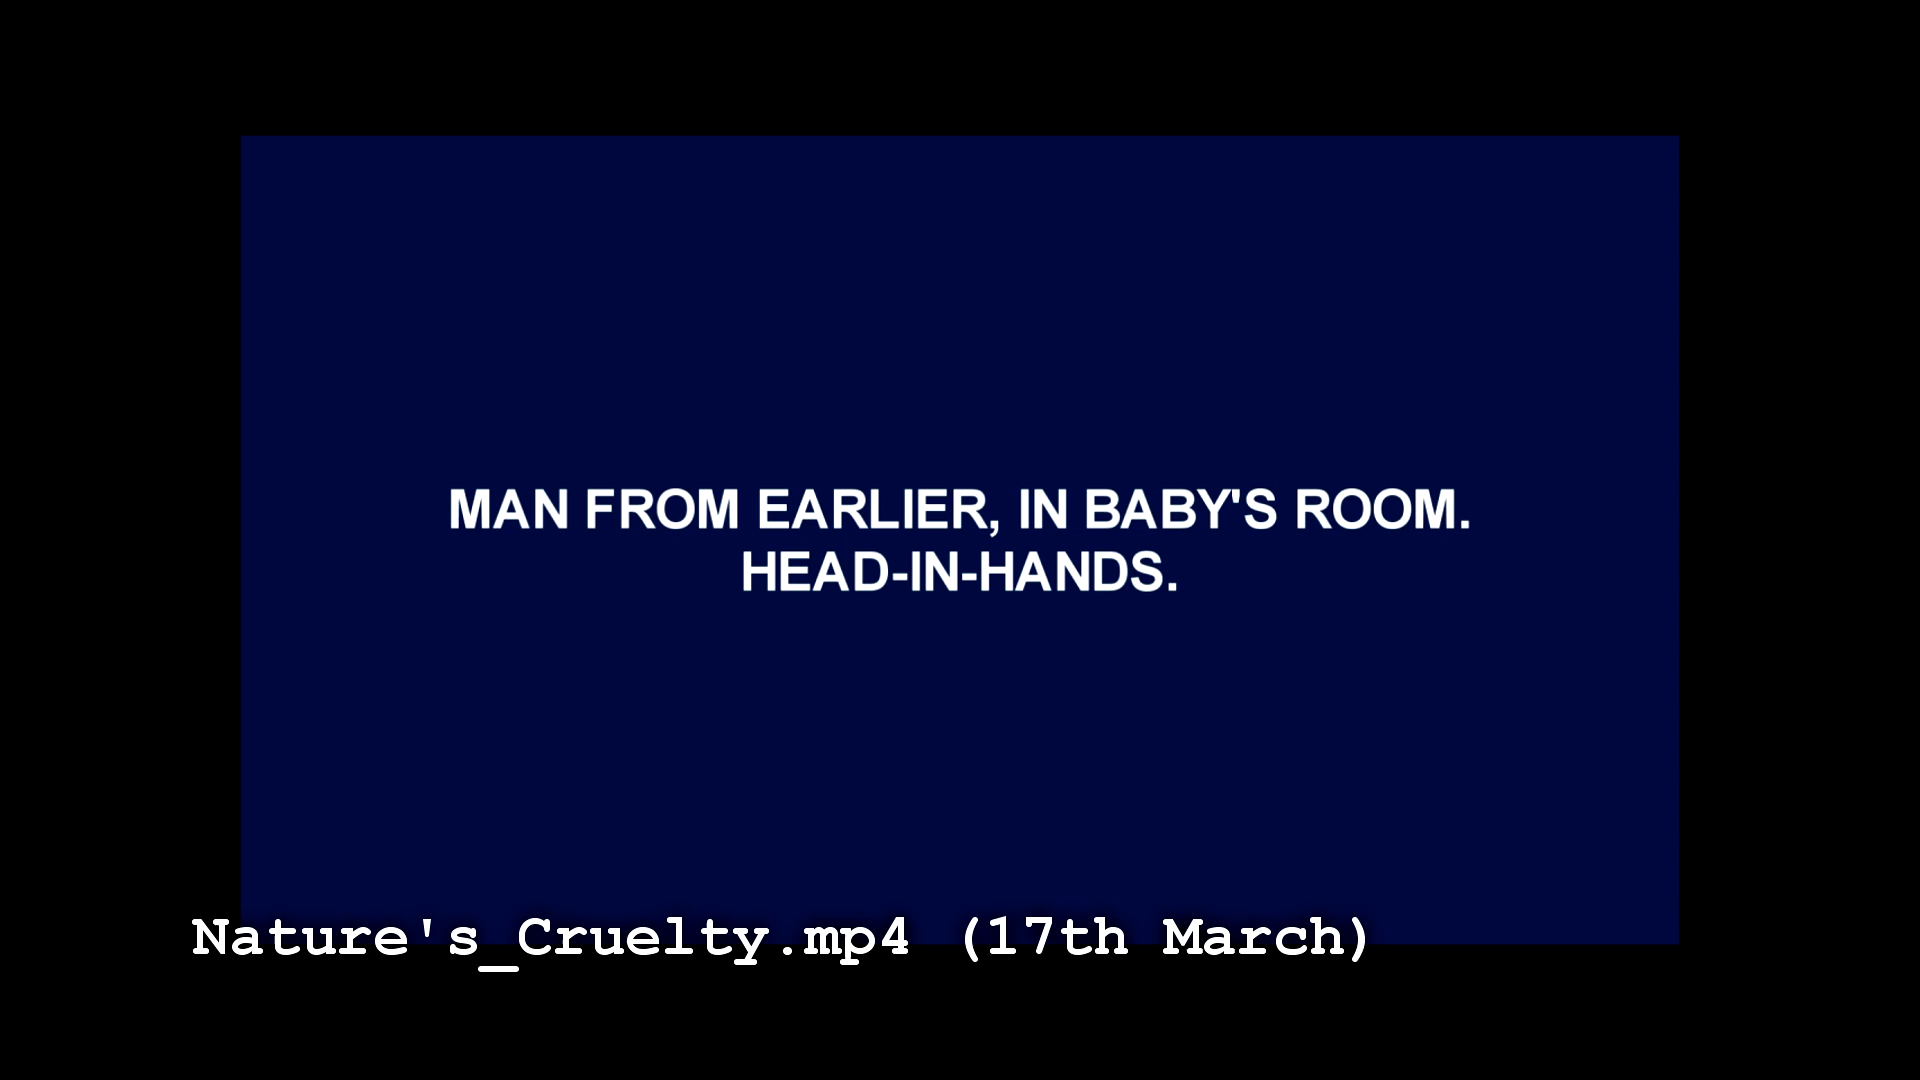 MAN FROM EARLIER, IN BABY'S ROOM.
HEAD-IN-HANDS.
Nature's_Cruelty.mp4 (17th March)